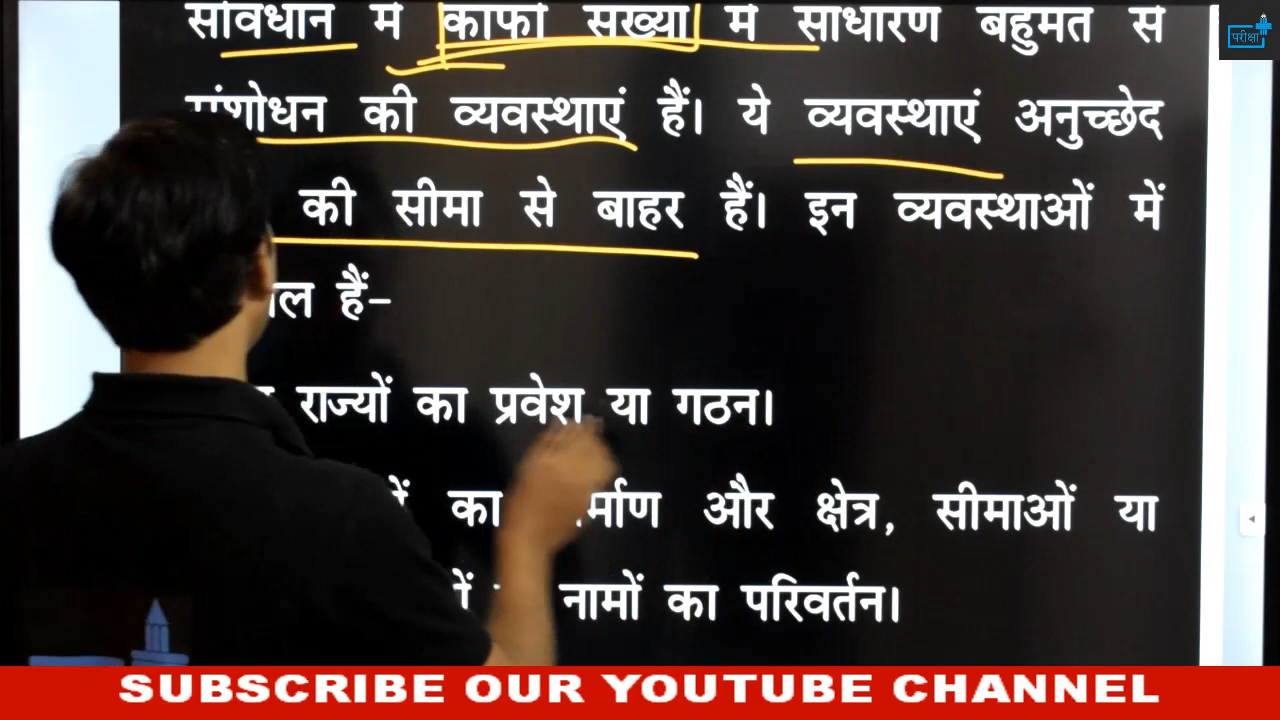 में काफी संख्या में साधारण बहुमत से
की व्यवस्थाएं हैं। ये व्यवस्थाएं अनुच्छेद
की सीमा से बाहर हैं। इन व्यवस्थाओं में
हैं-
राज्यों का प्रवेश या गठन।
का और क्षेत्र, सीमाओं या
नामों का परिवर्तन।
परीक्षा
SUBSCRIBE OUR YOUTUBE CHANNEL